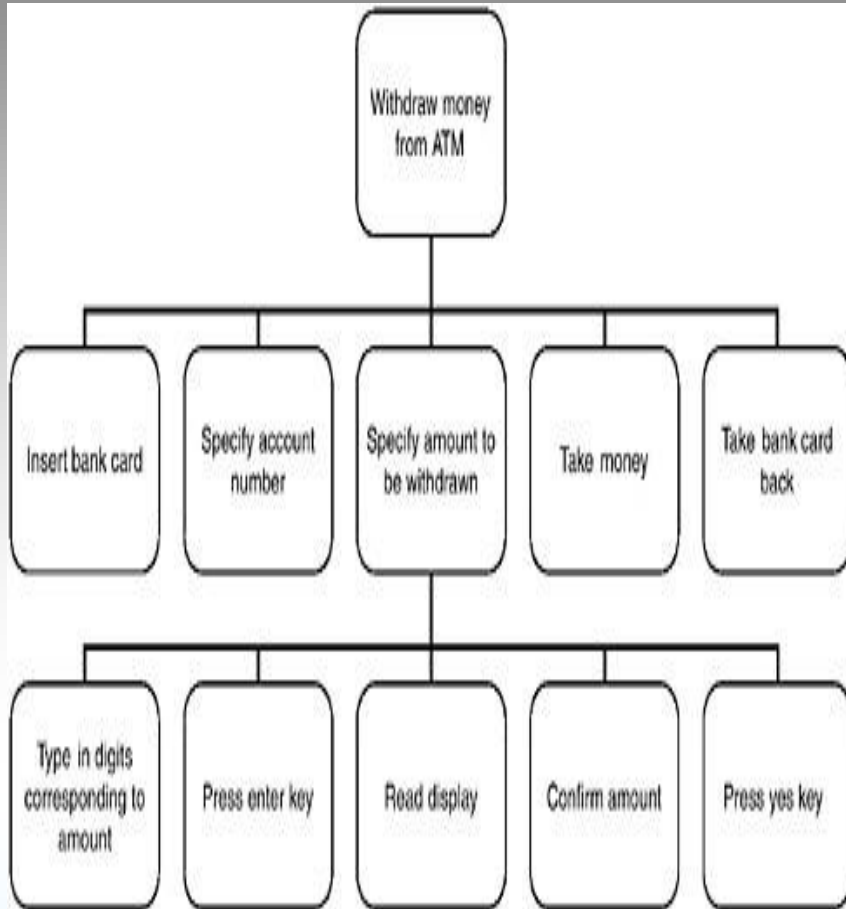 Withdraw money
from ATM
Insert bank card
Specify account
number
Specify amount to
be withdrawn
Take money
Take bank card
back
Type in digits
corresponding to
amount
Press enter key
Read display
Confirm amount
Press yes key